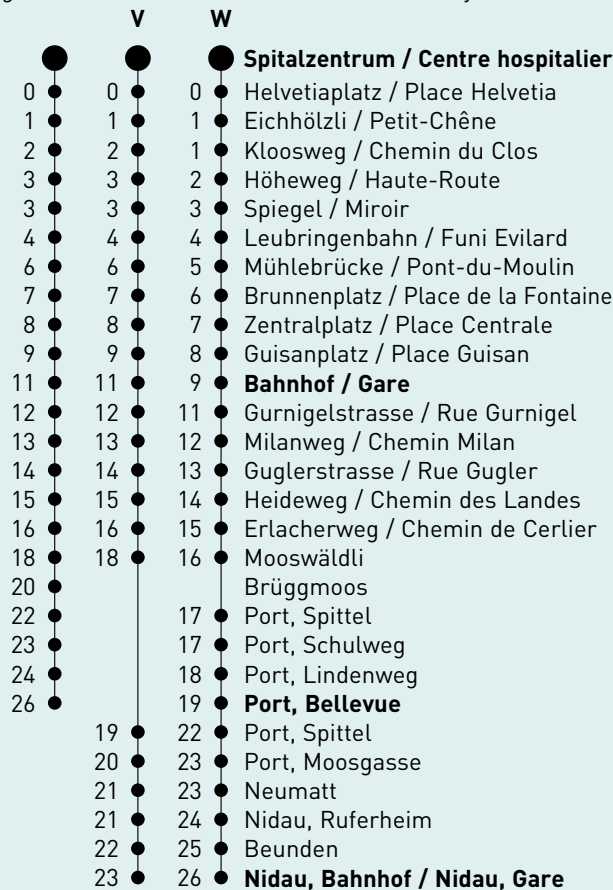 V W
Spitalzentrum / Centre hospitalier
0 0 0 Helvetiaplatz / Place Helvetia
1 1 1 Eichhölzli / Petit-Chêne
2 2 1 Kloosweg / Chemin du Clos
3 3 2 Höheweg / Haute-Route
3 3 3 Spiegel / Miroir
4 4 4 Leubringenbahn / Funi Evilard
6 6 5 Mühlebrücke / Pont-du-Moulin
7 7 6 Brunnenplatz / Place de la Fontaine
8 8 7 Zentralplatz / Place Centrale
9 9 8 Guisanplatz / Place Guisan
11 11 9 Bahnhof / Gare
12 12 11 Gurnigelstrasse / Rue Gurnigel
13 13 12 Milanweg / Chemin Milan
14 14 13 Guglerstrasse / Rue Gugler
15 15 14 Heideweg / Chemin des Landes
16 16 15 Erlacherweg / Chemin de Cerlier
18 18 16 Mooswäldli
20 Brüggmoos
22 17 Port, Spittel
23 17 Port, Schulweg
24 18 Port, Lindenweg
26 19 Port, Bellevue
19 22 Port, Spittel
20 23 Port, Moosgasse
21 23 Neumatt
21 24 Nidau, Ruferheim
22 25 Beunden
23 26 Nidau, Bahnhof / Nidau, Gare